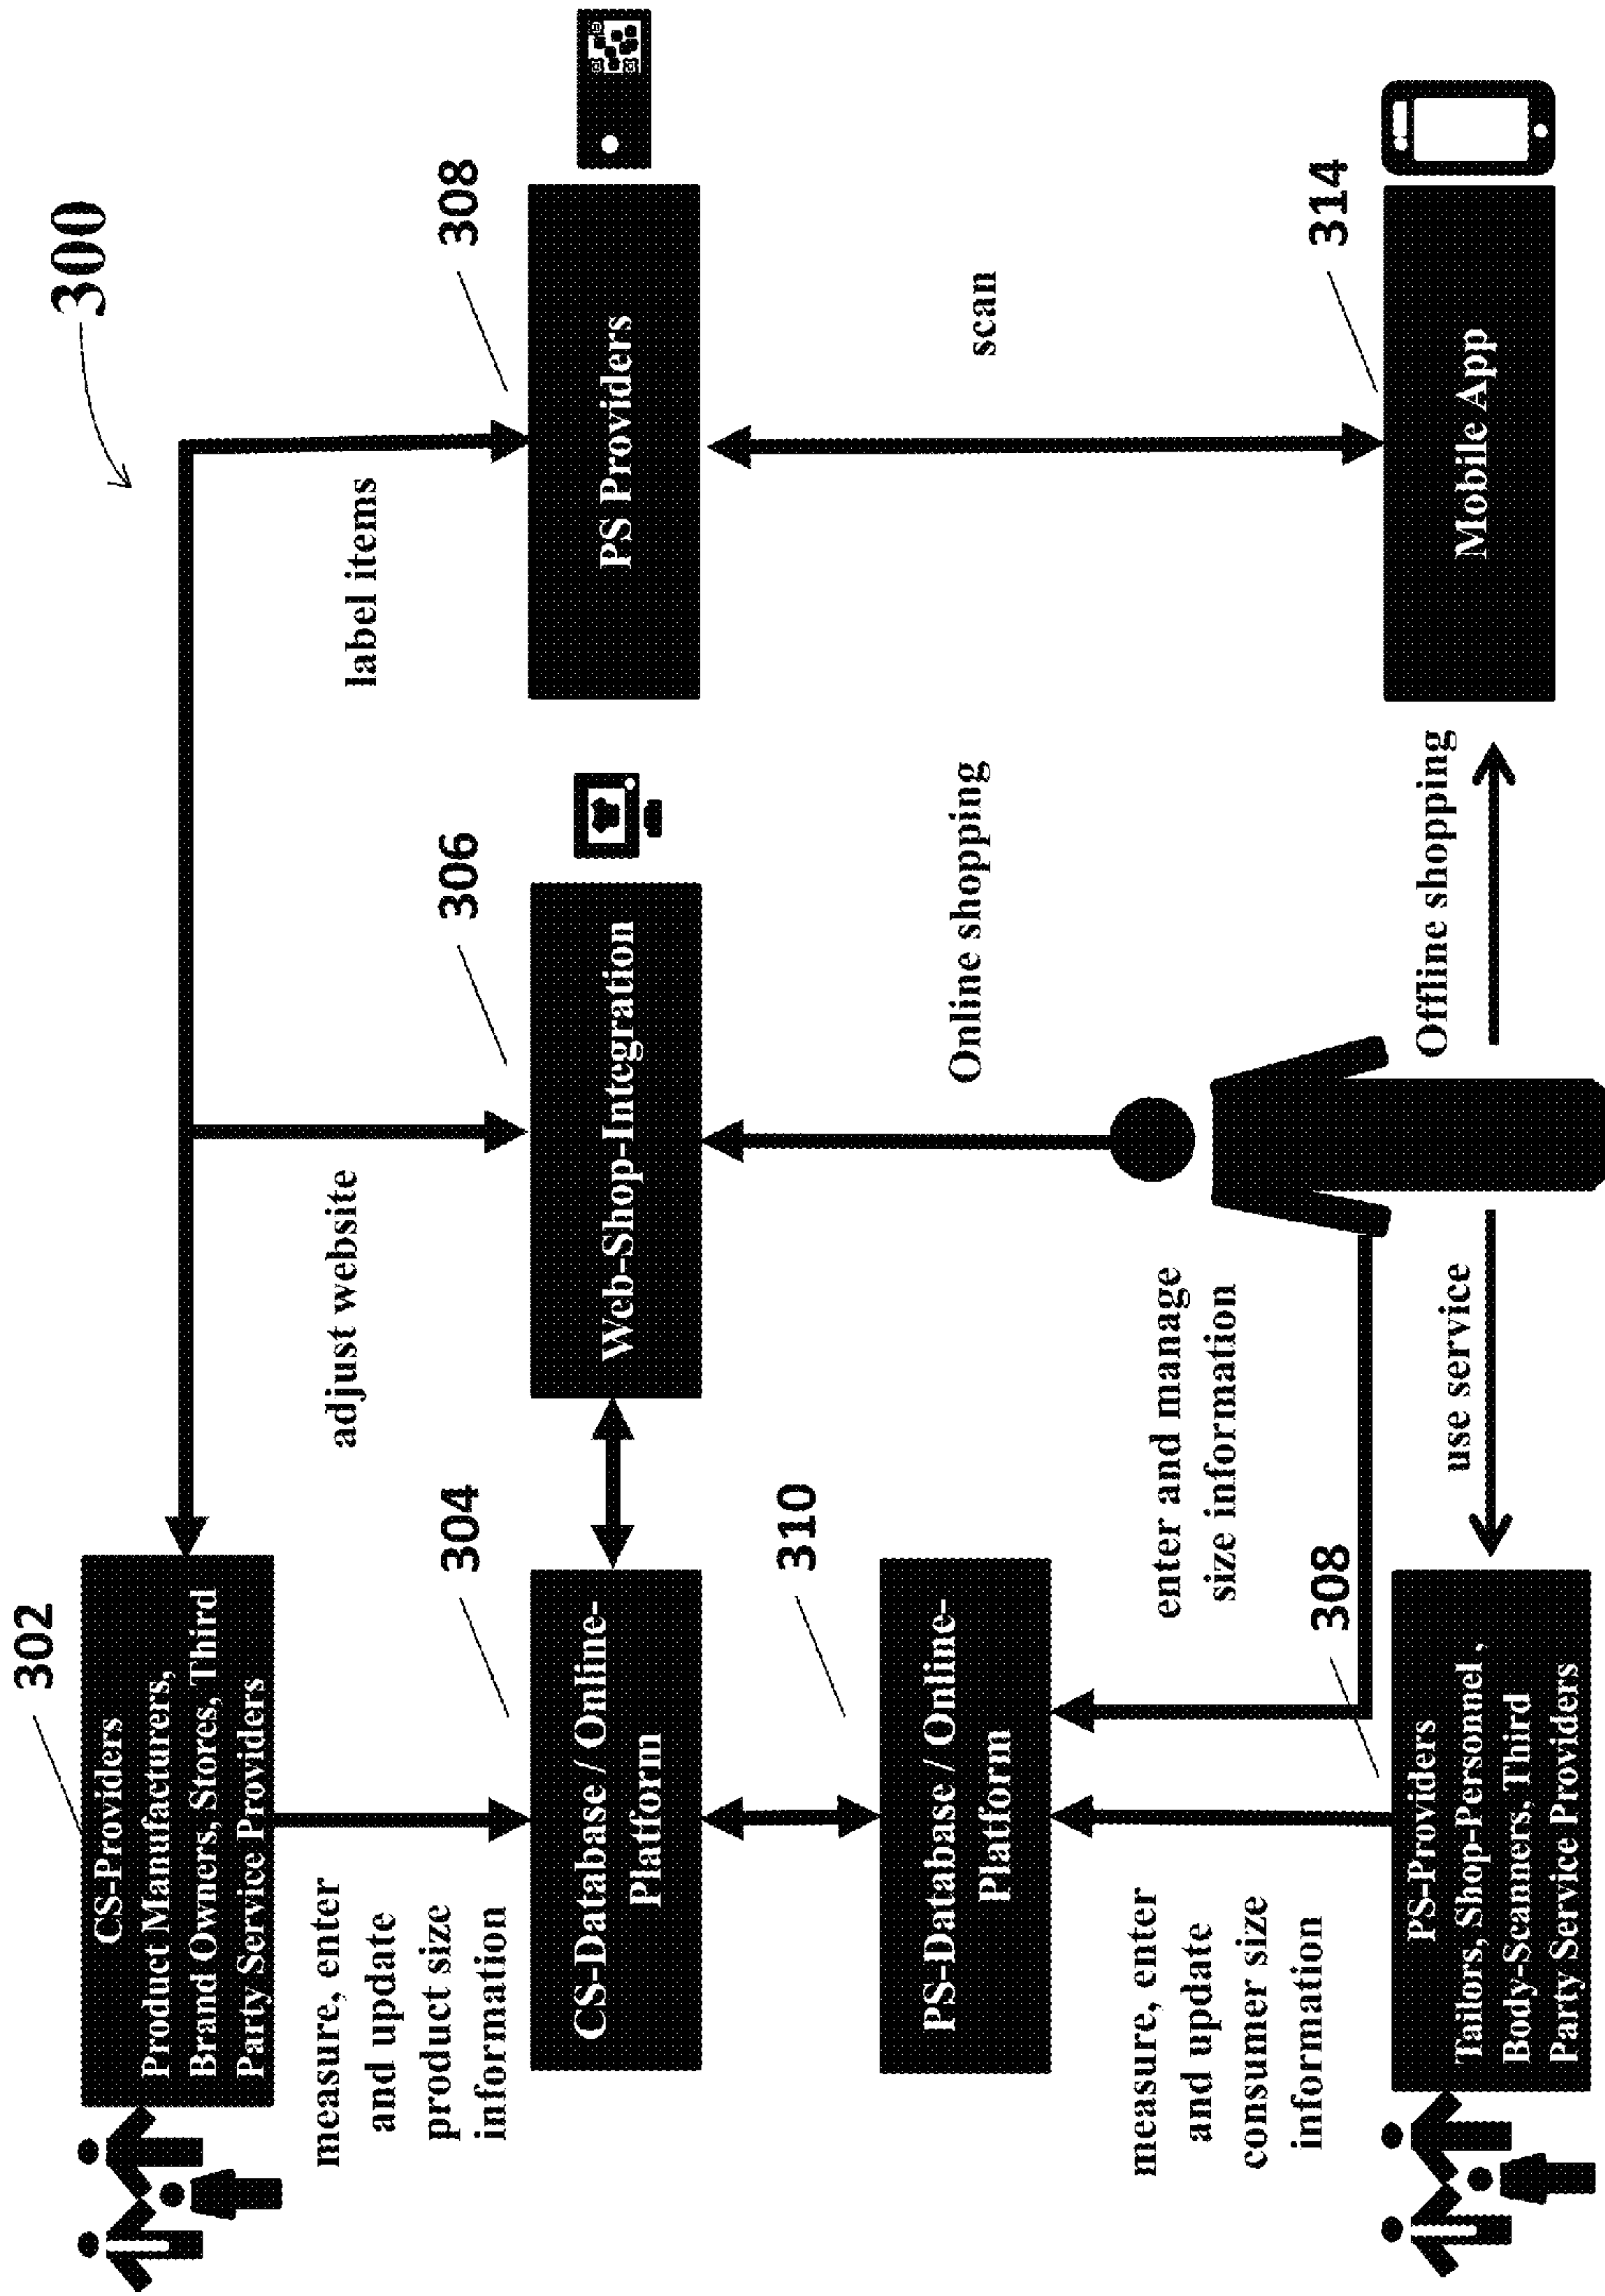 300
302
CS-Providers
Product Manufacturers,
Brand Owners, Stores, Third
Party Service Providers
adjust website
label items
measure, enter
and update
product size
information
304
CS-Database / Online-
Platform
306
Web-Shop-Integration
308
PS Providers
310
PS-Database / Online-
Platform
Online shopping
scan
measure, enter
and update
consumer size
information
enter and manage
size information
308
PS-Providers
Tailors, Shop-Personnel ,
Body-Scanners, Third
Party Service Providers
use service
Offline shopping
314
Mobile App